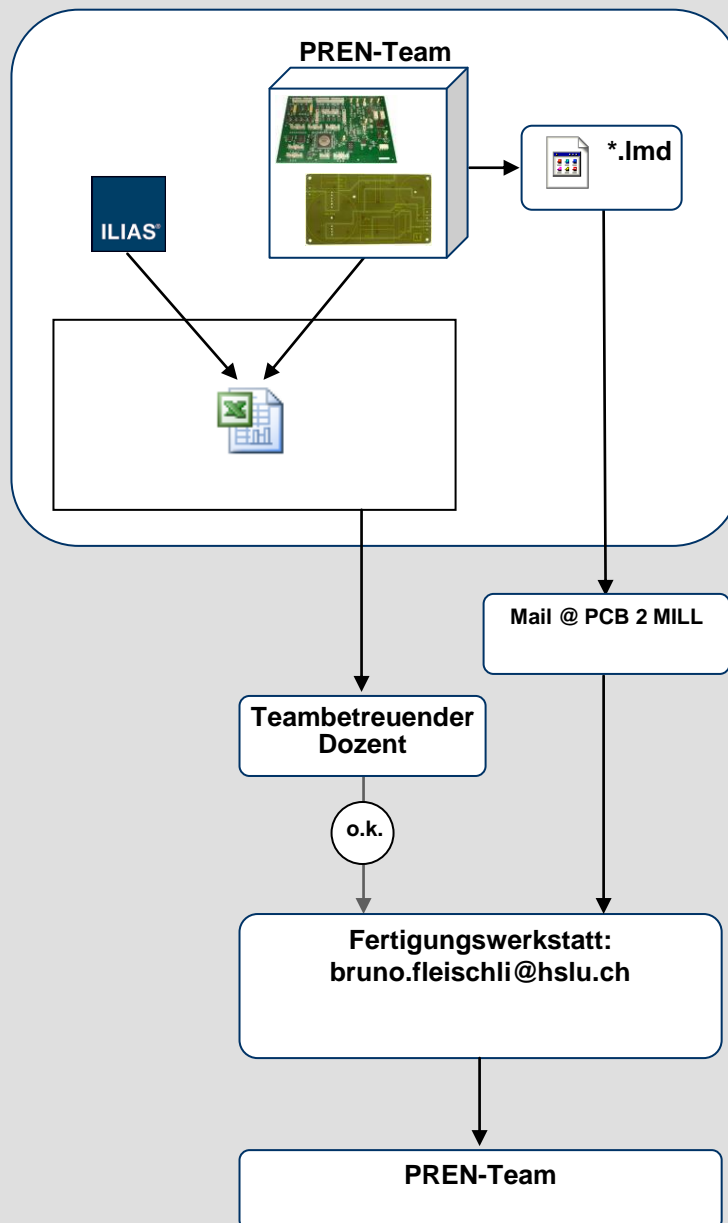 PREN-Team
*.lmd
ILIAS®
Mail @ PCB 2 MILL
Teambetreuender
Dozent
o.k.
Fertigungswerkstatt:
bruno.fleischli@hslu.ch
PREN-Team